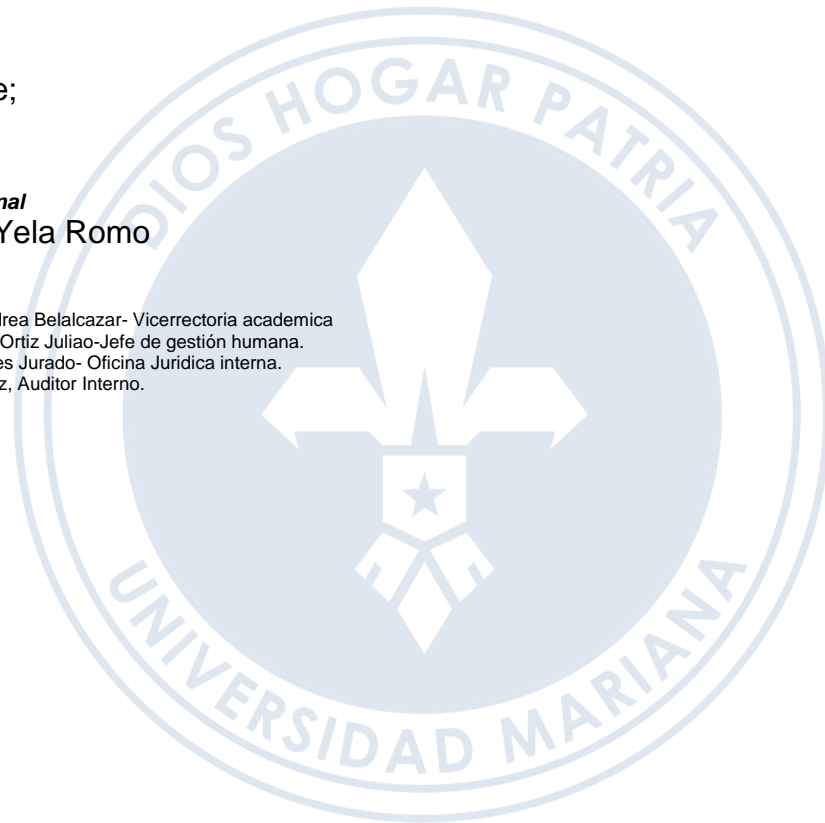 e;
nal
Yela Romo
rea Belalcazar- Vicerrectoria academica
Ortiz Juliao-Jefe de gestión humana.
es Jurado- Oficina Juridica interna.
z, Auditor Interno.
DIOS HOGAR PATRIA
UNIVERSIDAD MARIANA